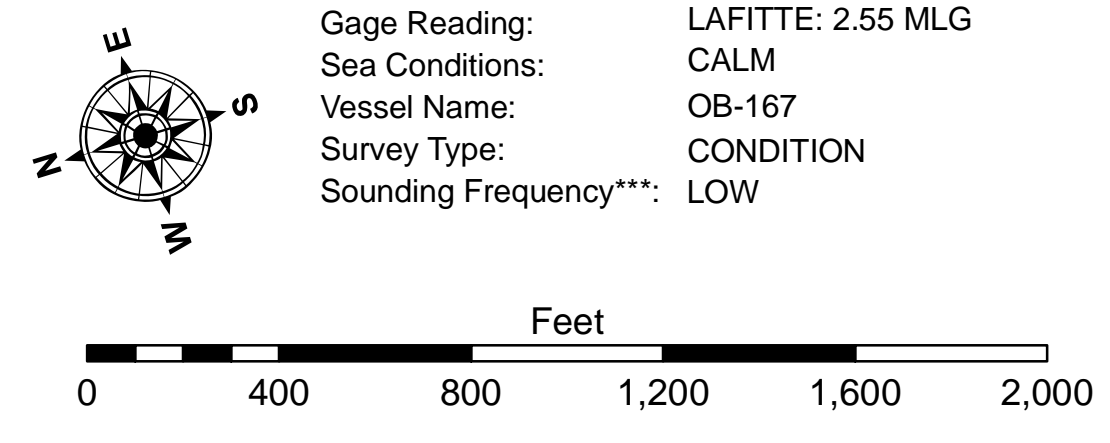 E
S
N
W
Gage Reading: LAFITTE: 2.55 MLG
Sea Conditions: CALM
Vessel Name: OB-167
Survey Type: CONDITION
Sounding Frequency***: LOW
Feet
0 400 800 1,200 1,600 2,000